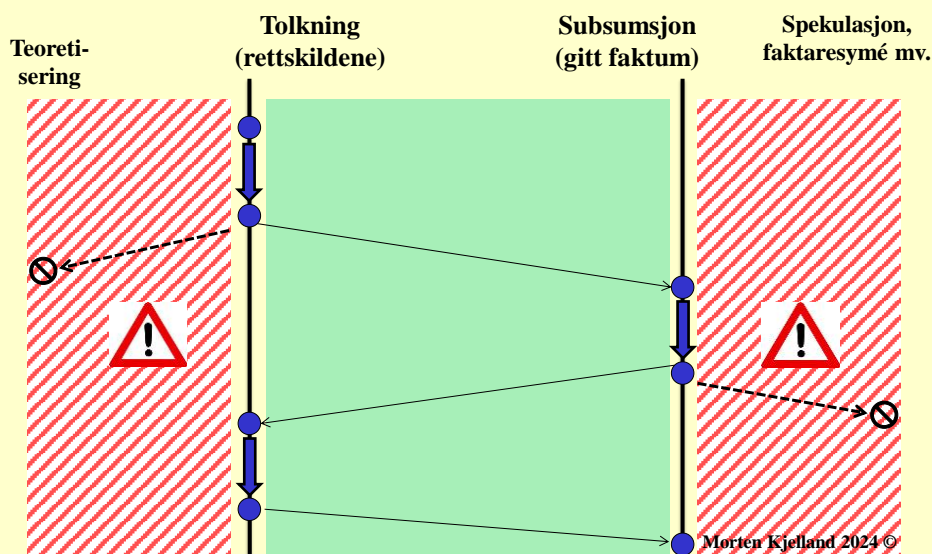 Teoreti-
sering
Tolkning
(rettskildene)
Subsumsjon
(gitt faktum)
Spekulasjon,
faktaresymé mv.
Morten Kjelland 2024 ©